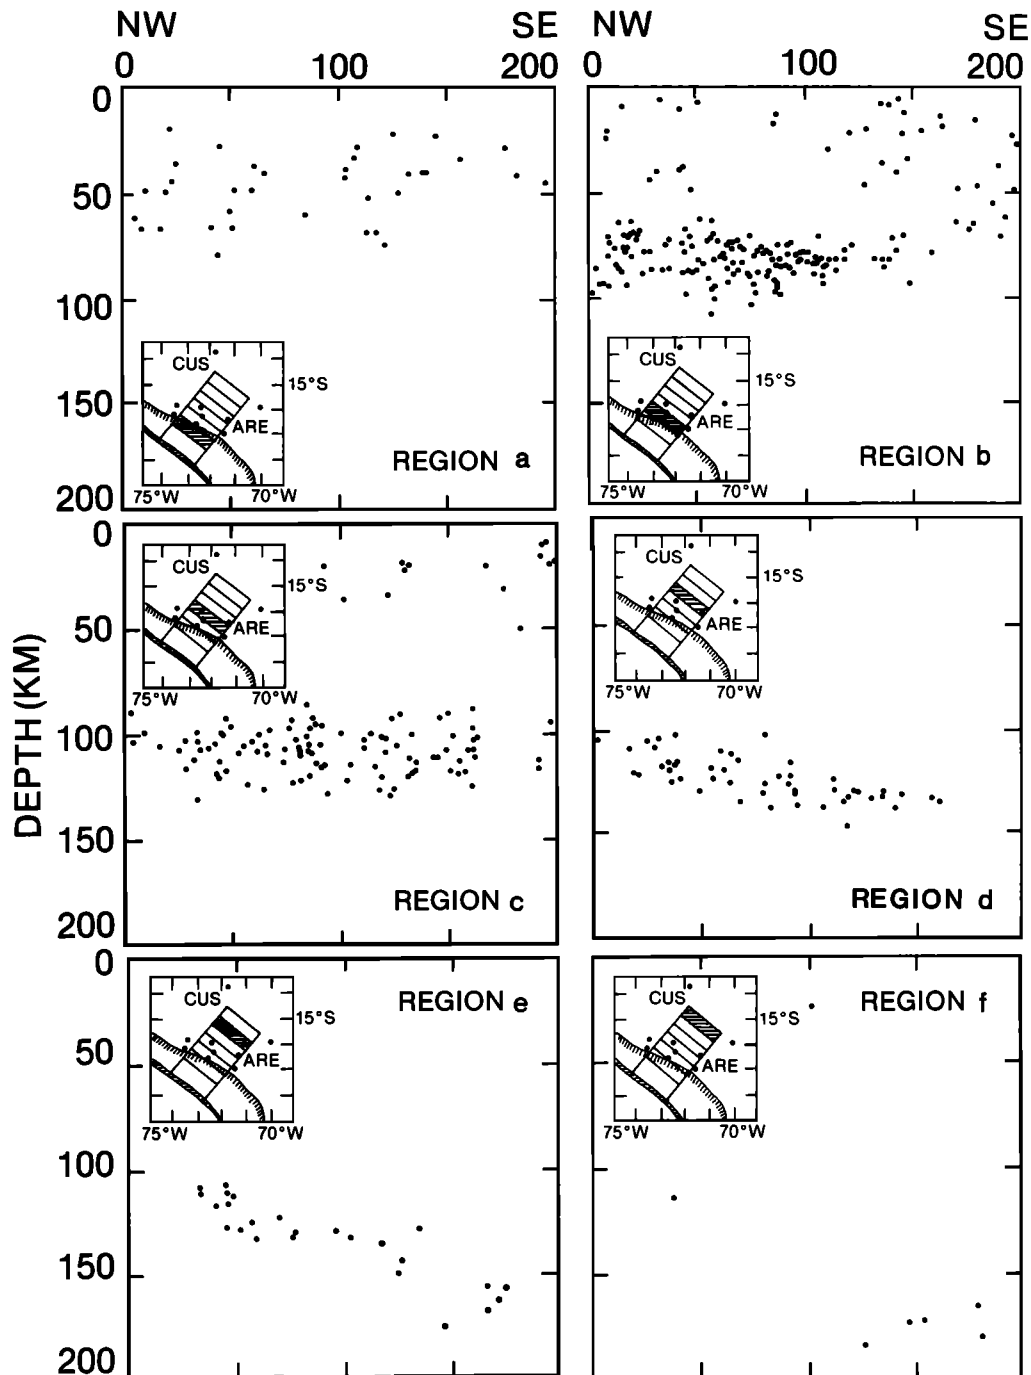 NW SE NW SE
0 100 200 0 100 200
0
50
100
150
200
CUS
15°S
ARE
75°W 70°W
REGION a
CUS
15°S
ARE
75°W 70°W
REGION b
DEPTH (KM)
0
50
100
150
200
CUS
15°S
ARE
75°W 70°W
REGION c
CUS
15°S
ARE
75°W 70°W
REGION d
0
50
100
150
200
CUS
15°S
ARE
75°W 70°W
REGION e
CUS
15°S
ARE
75°W 70°W
REGION f